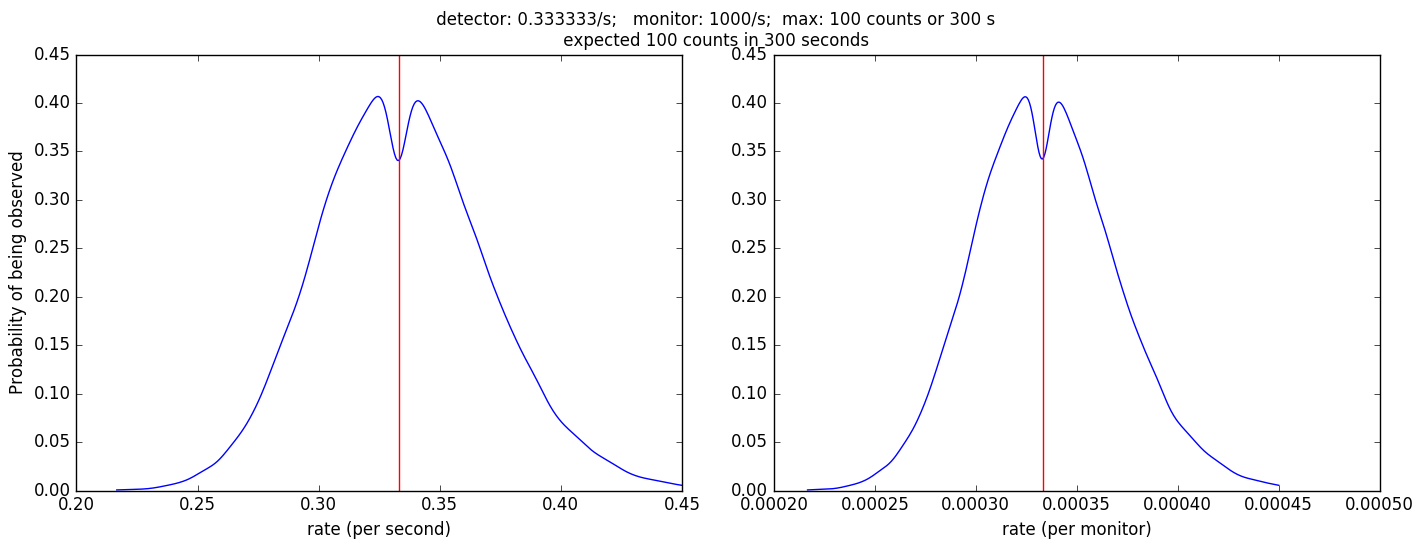 detector: 0.333333/s;   monitor: 1000/s;  max: 100 counts or 300 s
expected 100 counts in 300 seconds
Probability of being observed
0.45
0.40
0.35
0.30
0.25
0.20
0.15
0.10
0.05
0.00
0.20 0.25 0.30 0.35 0.40 0.45
rate (per second)
0.45
0.40
0.35
0.30
0.25
0.20
0.15
0.10
0.05
0.00
0.00020 0.00025 0.00030 0.00035 0.00040 0.00045 0.00050
rate (per monitor)